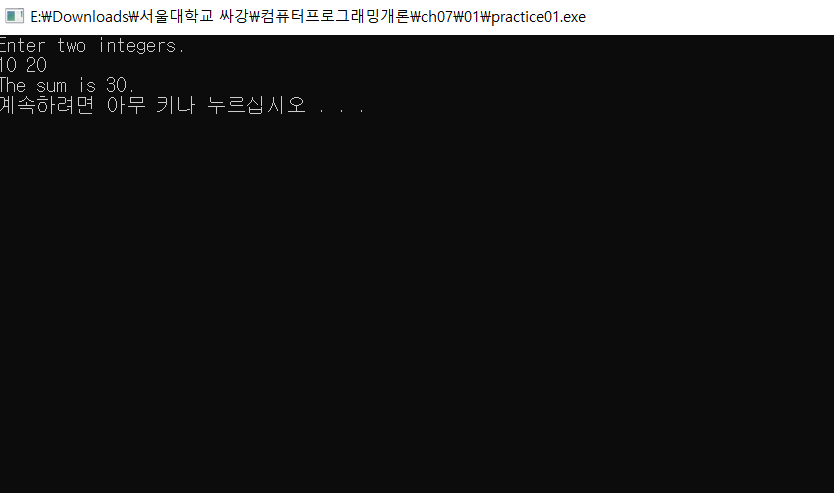 E:₩Downloads₩서울대학교 싸강₩컴퓨터프로그래밍개론₩ch07₩01₩practice01.exe
Enter two integers.
10 20
The sum is 30.
계속하려면 아무 키나 누르십시오 . . .